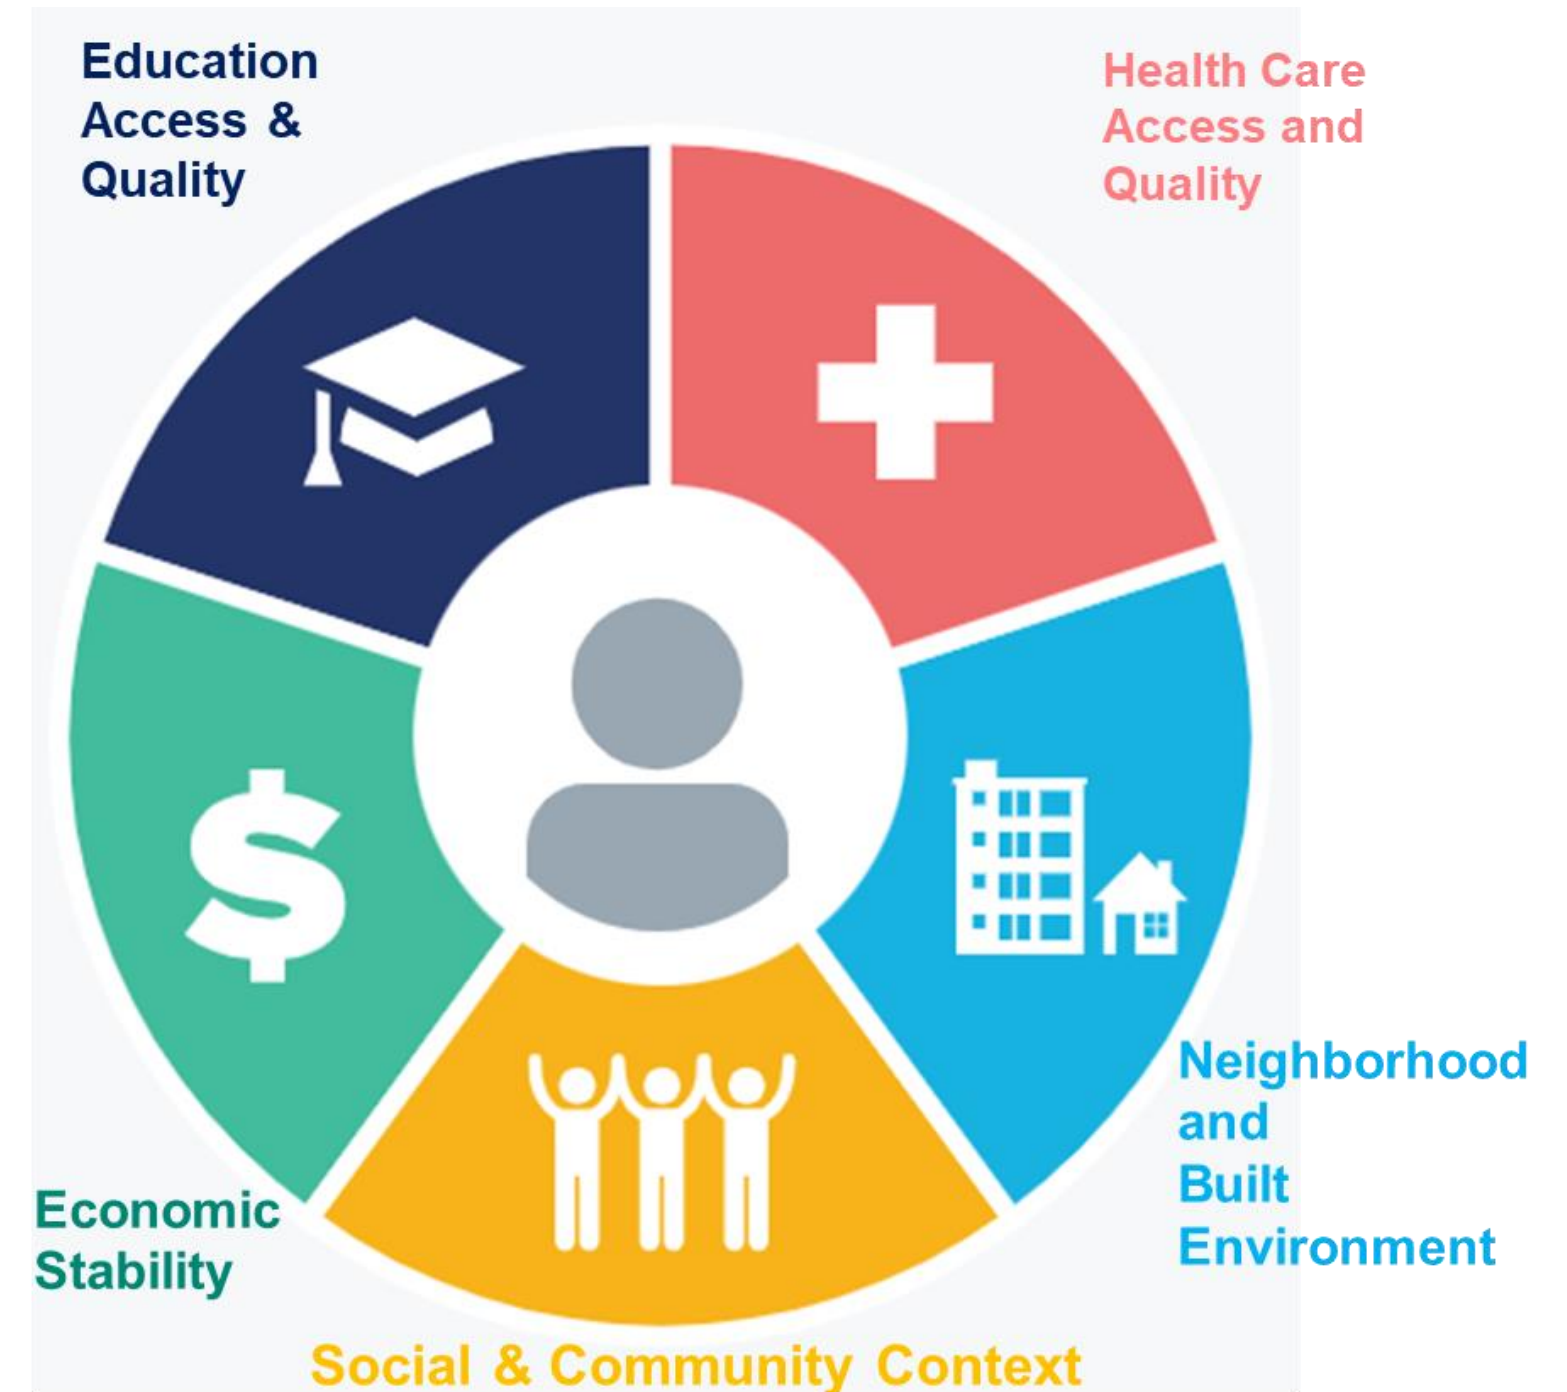 Education
Access &
Quality
Health Care
Access and
Quality
$
Neighborhood
and
Built
Environment
Economic
Stability
Social & Community Context